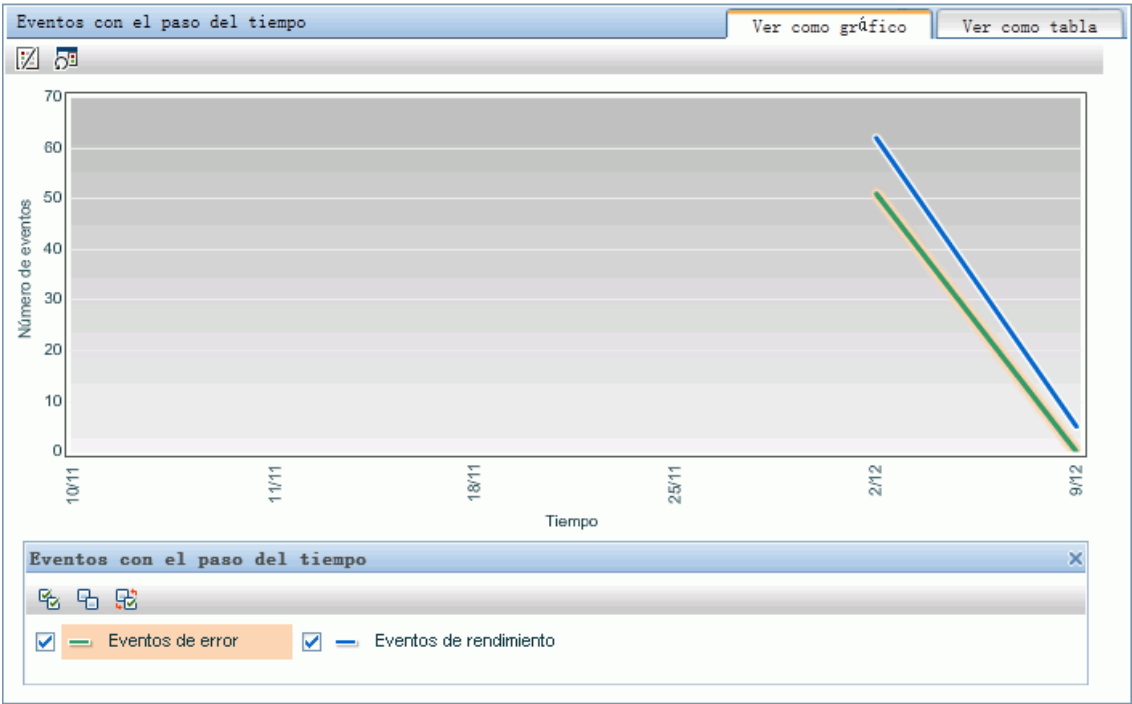 Eventos con el paso del tiempo
Ver como gráfico
Ver como tabla
70
60
50
40
30
20
10
0
Número de eventos
10/11
11/11
18/11
25/11
2/12
9/12
Tiempo
Eventos con el paso del tiempo
Eventos de error
Eventos de rendimiento